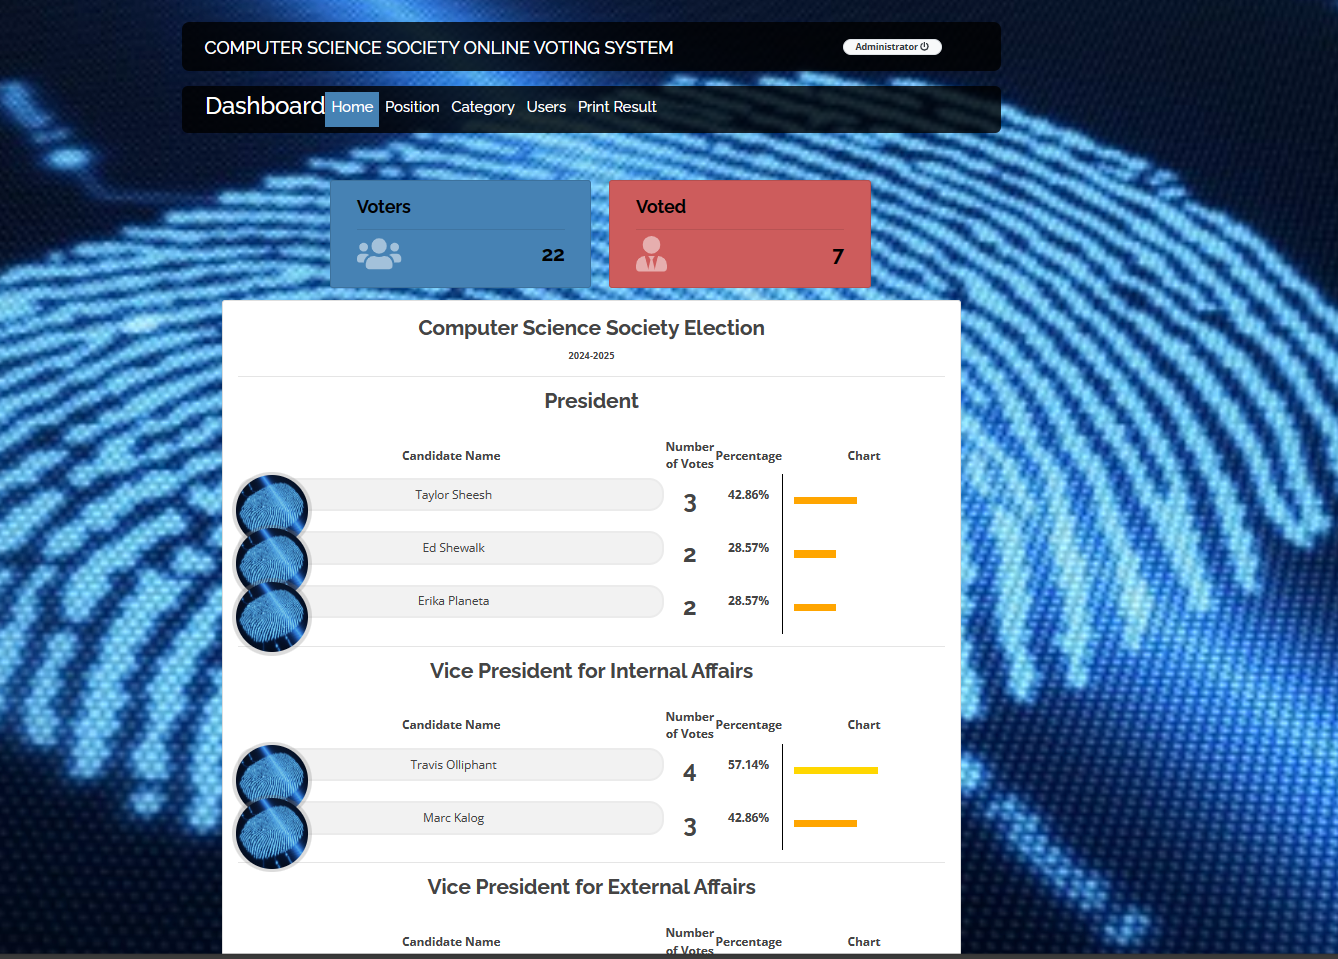 COMPUTER SCIENCE SOCIETY ONLINE VOTING SYSTEM
Administrator
Dashboard Home Position Category Users Print Result
Voters
22
Voted
7
Computer Science Society Election
2024-2025
President
Candidate Name Number of Votes Percentage Chart
Taylor Sheesh 3 42.86%
Ed Shewalk 2 28.57%
Erika Planeta 2 28.57%
Vice President for Internal Affairs
Candidate Name Number of Votes Percentage Chart
Travis Olliphant 4 57.14%
Marc Kalog 3 42.86%
Vice President for External Affairs
Candidate Name Number of Votes Percentage Chart